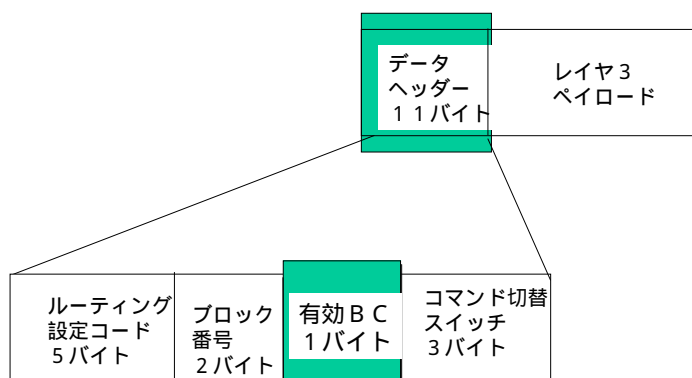 データ
ヘッダー
１１バイト
レイヤ３
ペイロード
ルーティング
設定コード
５バイト
ブロック
番号
２バイト
有効ＢＣ
１バイト
コマンド切替
スイッチ
３バイト